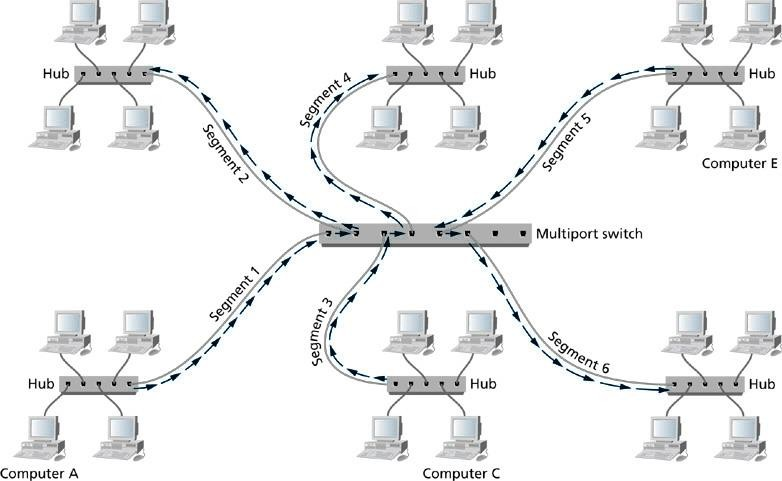 Hub
Segment 2
Segment 4
Hub
Segment 5
Hub
Computer E
Multiport switch
Segment 1
Segment 3
Segment 6
Hub
Hub
Hub
Computer A
Computer C